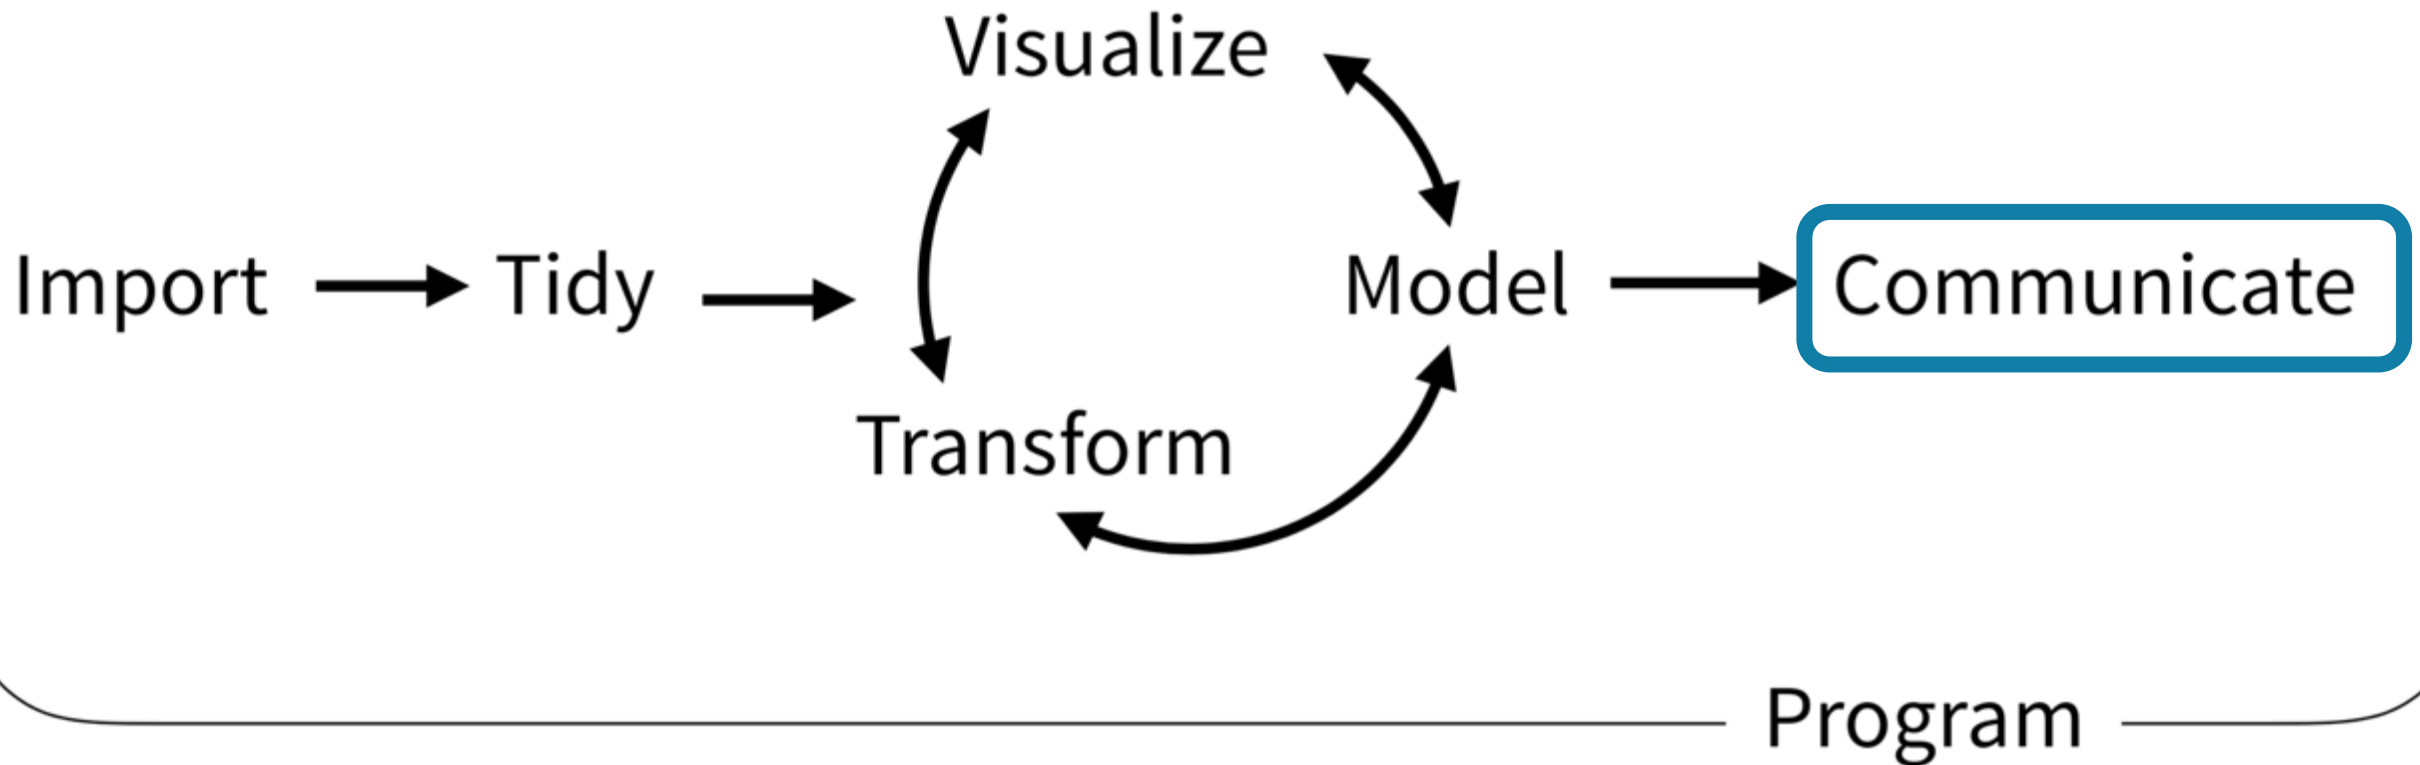 Visualize
Import
Tidy
Model
Communicate
Transform
Program